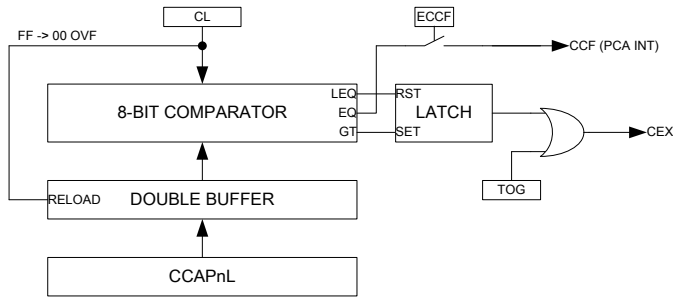 CL
ECCF
FF -> 00 OVF
CCF (PCA INT)
LEQ
RST
8-BIT COMPARATOR
EQ
LATCH
GT
SET
CEX
TOG
RELOAD
DOUBLE BUFFER
CCAPnL